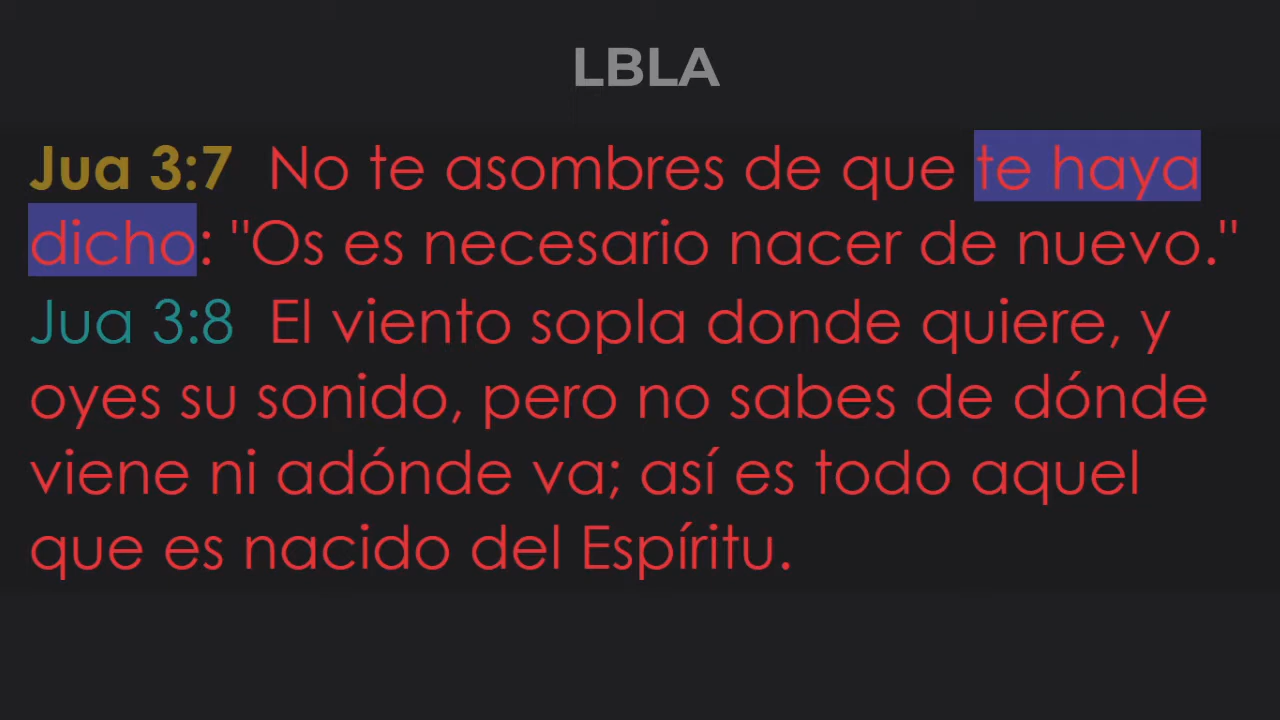 LBLA
Jua 3:7 No te asombres de que te haya
dicho: "Os es necesario nacer de nuevo."
Jua 3:8 El viento sopla donde quiere, y
oyes su sonido, pero no sabes de dónde
viene ni adónde va; así es todo aquel
que es nacido del Espíritu.